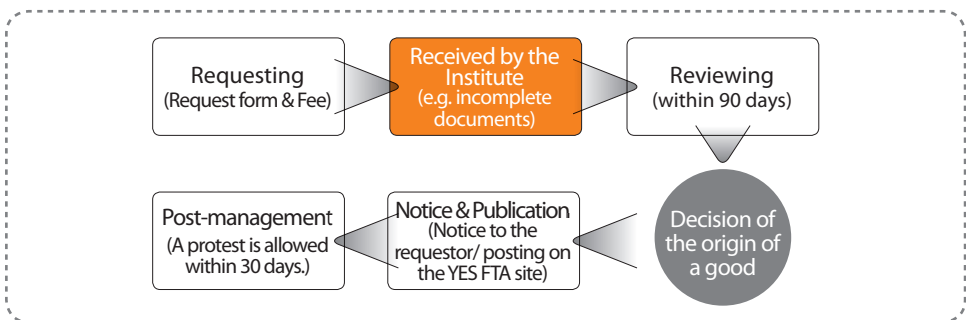 Requesting
(Request form & Fee)
Received by the
Institute
(e.g. incomplete
documents)
Reviewing
(within 90 days)
Decision of
the origin of
a good
Notice & Publication
(Notice to the
requestor/ posting on
the YES FTA site)
Post-management
(A protest is allowed
within 30 days.)